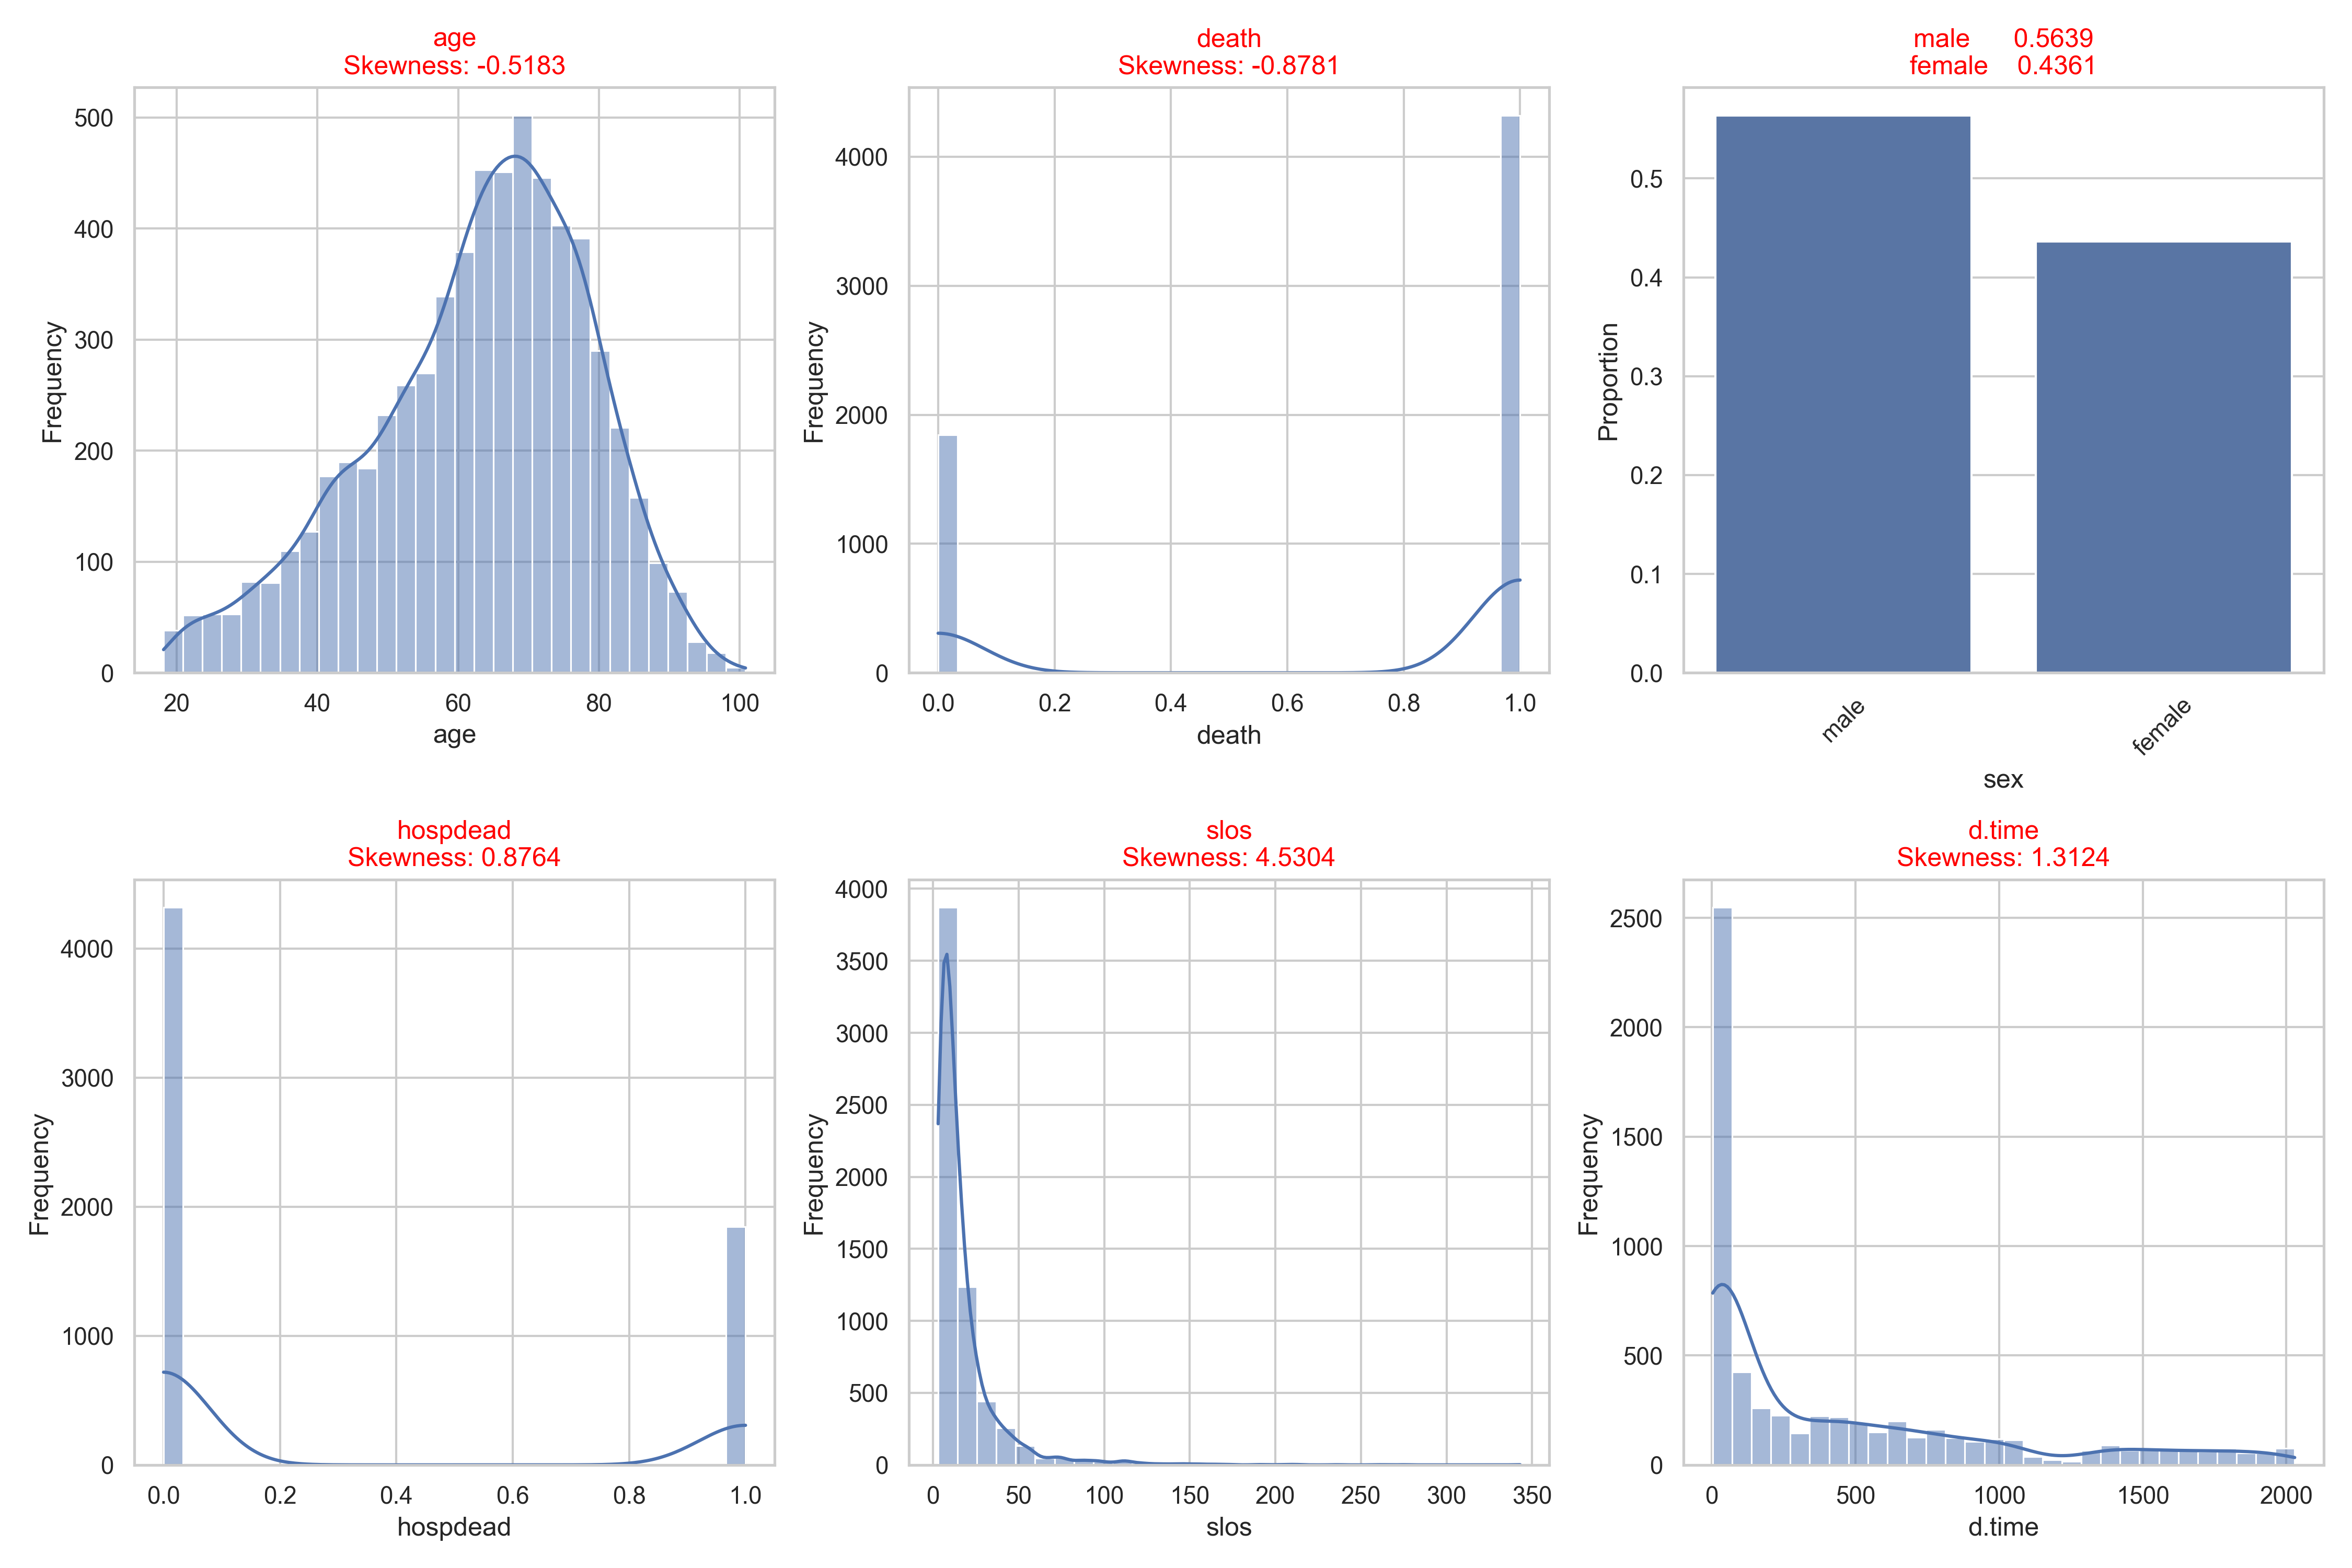 age
Skewness: -0.5183
500
400
300
200
100
0
Frequency
20 40 60 80 100
age
death
Skewness: -0.8781
4000
3000
2000
1000
0
Frequency
0.0 0.2 0.4 0.6 0.8 1.0
death
male 0.5639
female 0.4361
0.5
0.4
0.3
0.2
0.1
0.0
Proportion
male female
sex
hospdead
Skewness: 0.8764
4000
3000
2000
1000
0
Frequency
0.0 0.2 0.4 0.6 0.8 1.0
hospdead
slos
Skewness: 4.5304
4000
3500
3000
2500
2000
1500
1000
500
0
Frequency
0 50 100 150 200 250 300 350
slos
d.time
Skewness: 1.3124
2500
2000
1500
1000
500
0
Frequency
0 500 1000 1500 2000
d.time